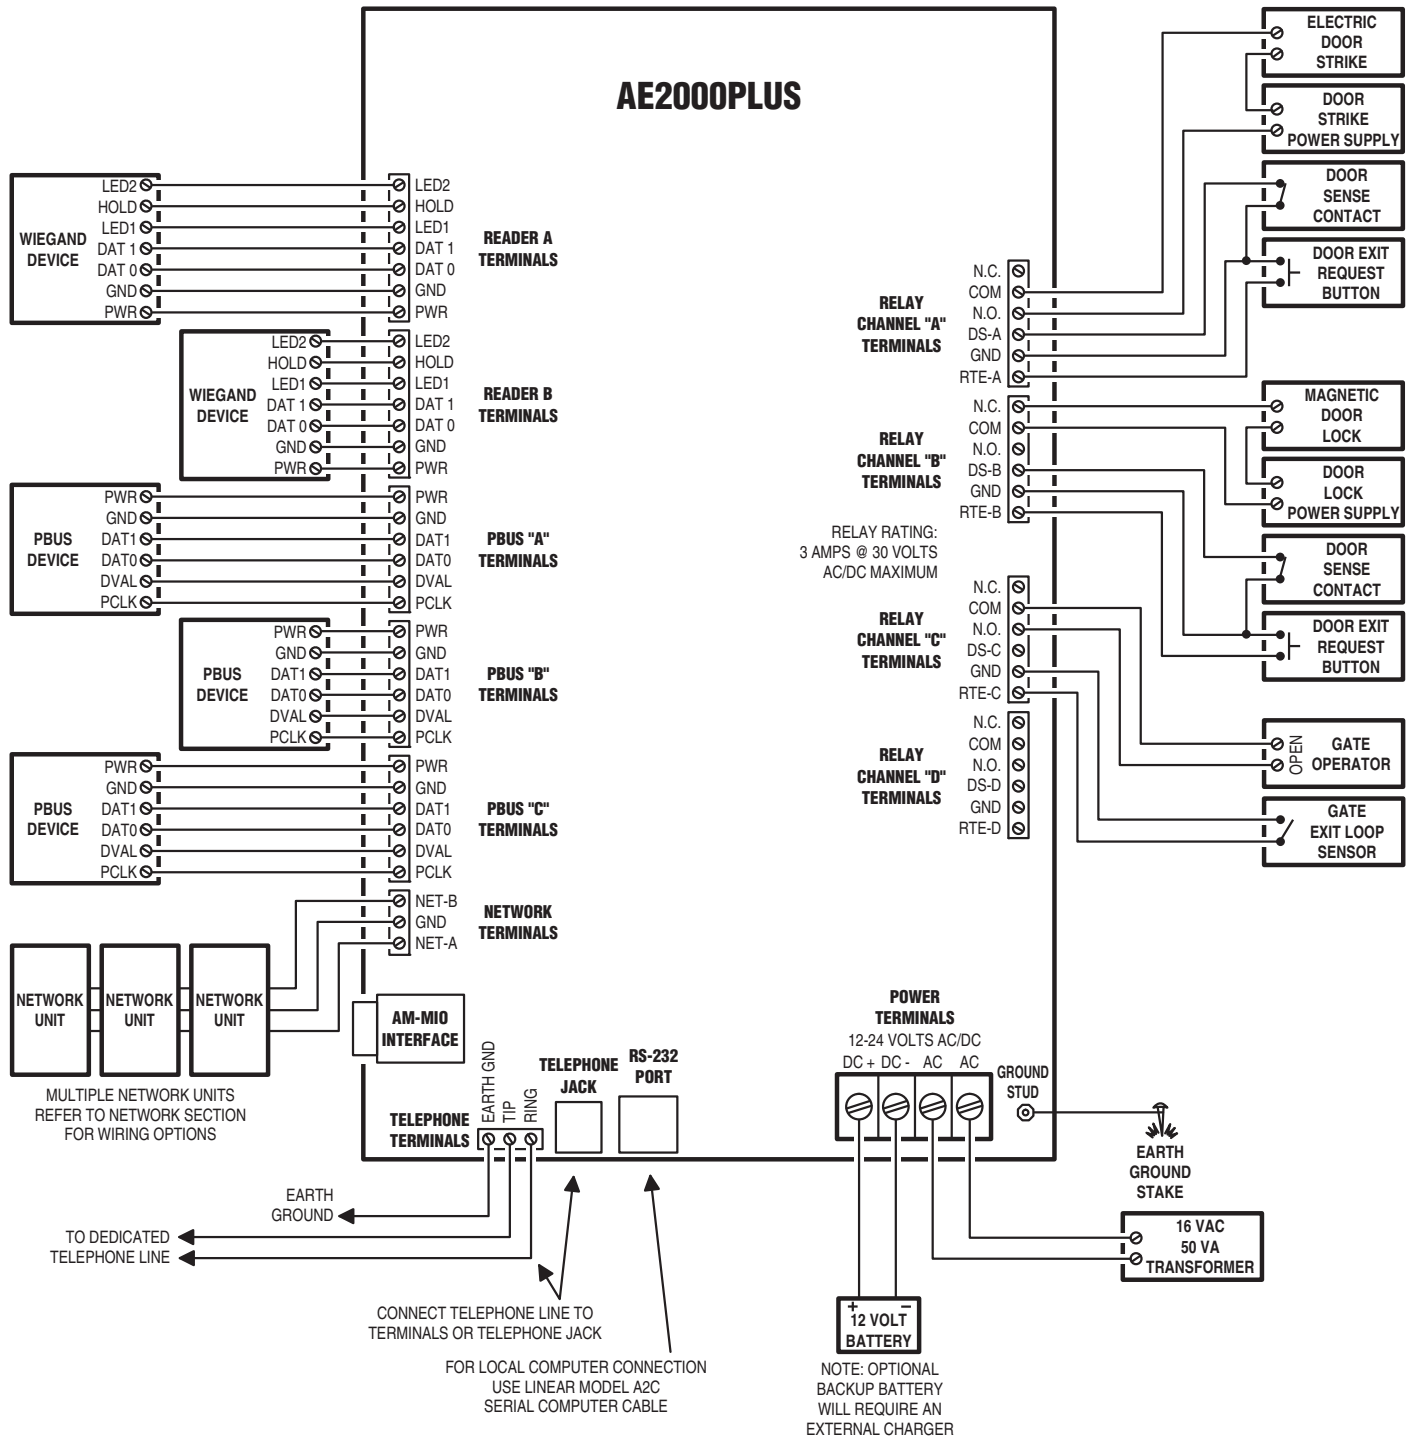 AE2000PLUS
WIEGAND
DEVICE
LED2
HOLD
LED1
DAT 1
DAT 0
GND
PWR
LED2
HOLD
LED1
DAT 1
DAT 0
GND
PWR
READER A
TERMINALS
WIEGAND
DEVICE
LED2
HOLD
LED1
DAT 1
DAT 0
GND
PWR
LED2
HOLD
LED1
DAT 1
DAT 0
GND
PWR
READER B
TERMINALS
PBUS
DEVICE
PWR
GND
DAT1
DAT0
DVAL
PCLK
PWR
GND
DAT1
DAT0
DVAL
PCLK
PBUS "A"
TERMINALS
PBUS
DEVICE
PWR
GND
DAT1
DAT0
DVAL
PCLK
PWR
GND
DAT1
DAT0
DVAL
PCLK
PBUS "B"
TERMINALS
PBUS
DEVICE
PWR
GND
DAT1
DAT0
DVAL
PCLK
PWR
GND
DAT1
DAT0
DVAL
PCLK
PBUS "C"
TERMINALS
NET-B
GND
NET-A
NETWORK
TERMINALS
NETWORK
UNIT
NETWORK
UNIT
NETWORK
UNIT
MULTIPLE NETWORK UNITS
REFER TO NETWORK SECTION
FOR WIRING OPTIONS
AM-MIO
INTERFACE
TELEPHONE
TERMINALS
EARTH GND
TIP
RING
TELEPHONE
JACK
RS-232
PORT
EARTH
GROUND
TO DEDICATED
TELEPHONE LINE
CONNECT TELEPHONE LINE TO
TERMINALS OR TELEPHONE JACK
FOR LOCAL COMPUTER CONNECTION
USE LINEAR MODEL A2C
SERIAL COMPUTER CABLE
RELAY
CHANNEL "A"
TERMINALS
N.C.
COM
N.O.
DS-A
GND
RTE-A
RELAY
CHANNEL "B"
TERMINALS
N.C.
COM
N.O.
DS-B
GND
RTE-B
RELAY RATING:
3 AMPS @ 30 VOLTS
AC/DC MAXIMUM
RELAY
CHANNEL "C"
TERMINALS
N.C.
COM
N.O.
DS-C
GND
RTE-C
RELAY
CHANNEL "D"
TERMINALS
N.C.
COM
N.O.
DS-D
GND
RTE-D
ELECTRIC
DOOR
STRIKE
DOOR
STRIKE
POWER SUPPLY
DOOR
SENSE
CONTACT
DOOR EXIT
REQUEST
BUTTON
MAGNETIC
DOOR
LOCK
DOOR
LOCK
POWER SUPPLY
DOOR
SENSE
CONTACT
DOOR EXIT
REQUEST
BUTTON
OPEN
GATE
OPERATOR
GATE
EXIT LOOP
SENSOR
POWER
TERMINALS
12-24 VOLTS AC/DC
DC + DC - AC AC
GROUND
STUD
EARTH
GROUND
STAKE
16 VAC
50 VA
TRANSFORMER
+ –
12 VOLT
BATTERY
NOTE: OPTIONAL
BACKUP BATTERY
WILL REQUIRE AN
EXTERNAL CHARGER